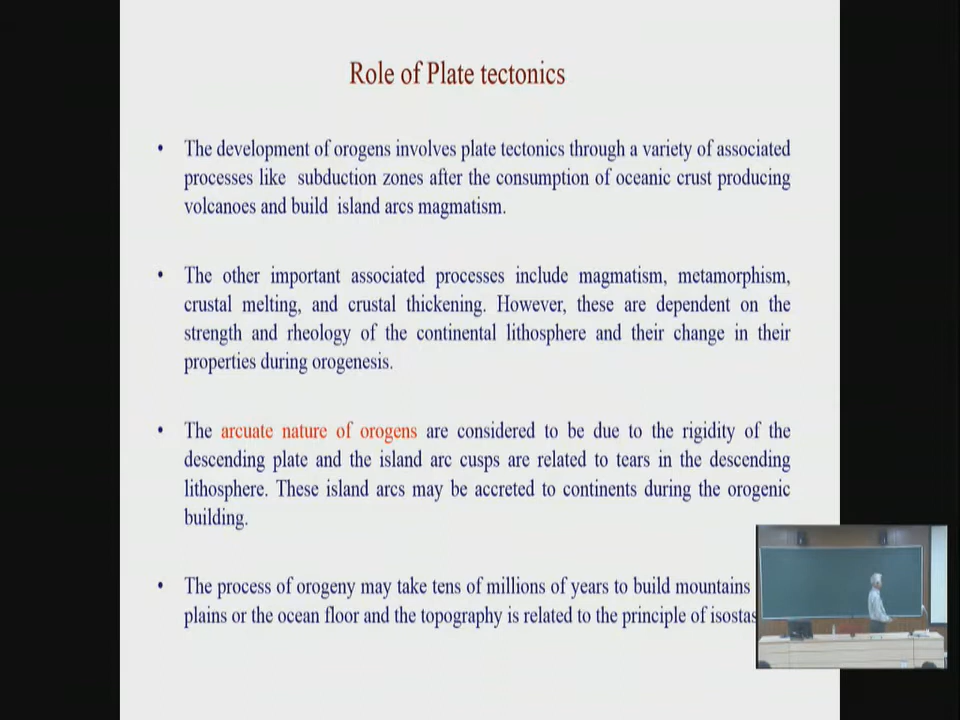 Role of Plate tectonics
• The development of orogens involves plate tectonics through a variety of associated
processes like subduction zones after the consumption of oceanic crust producing
volcanoes and build island arcs magmatism.
• The other important associated processes include magmatism, metamorphism,
crustal melting, and crustal thickening. However, these are dependent on the
strength and rheology of the continental lithosphere and their change in their
properties during orogenesis.
• The arcuate nature of orogens are considered to be due to the rigidity of the
descending plate and the island arc cusps are related to tears in the descending
lithosphere. These island arcs may be accreted to continents during the orogenic
building.
• The process of orogeny may take tens of millions of years to build mountains
plains or the ocean floor and the topography is related to the principle of